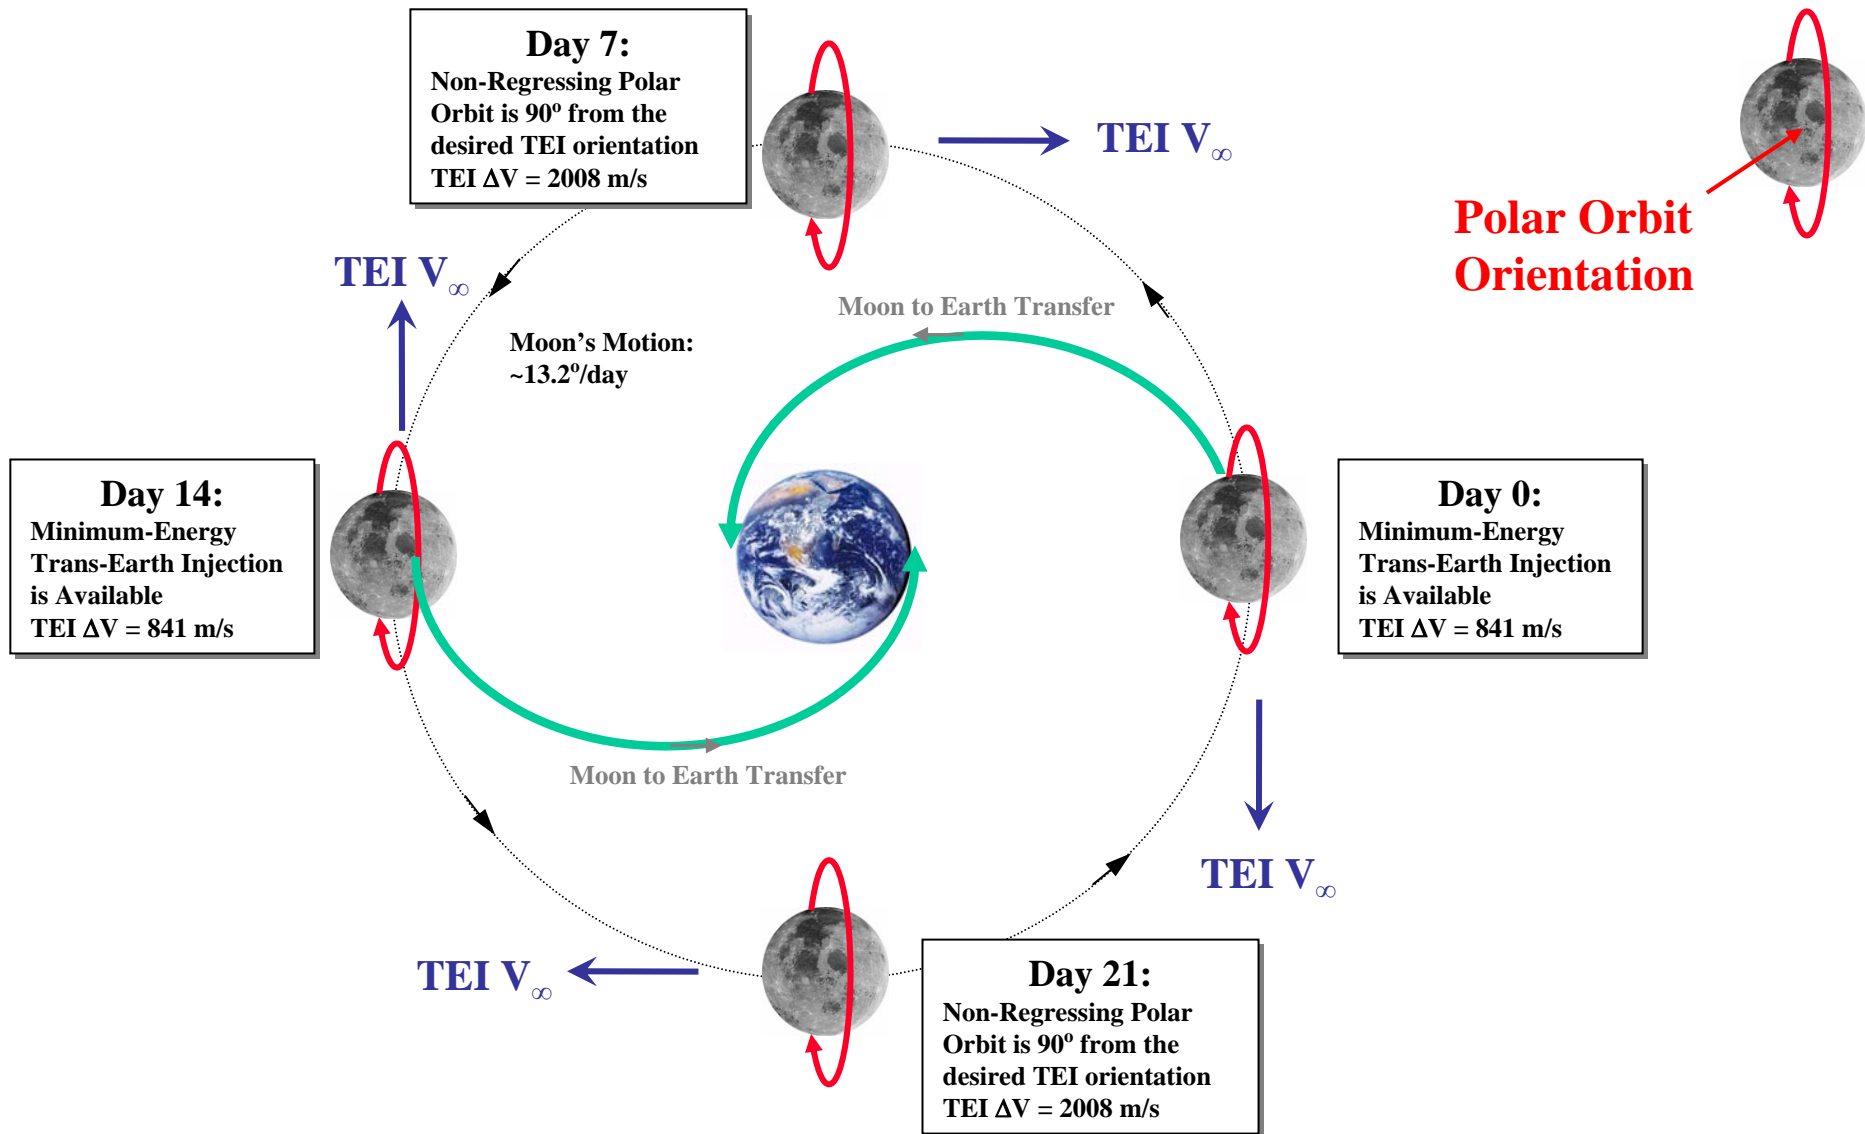 Day 7:
Non-Regressing Polar
Orbit is 90° from the
desired TEI orientation
TEI ΔV = 2008 m/s
TEI V∞
Polar Orbit
Orientation
TEI V∞
Moon to Earth Transfer
Moon's Motion:
~13.2°/day
Day 14:
Minimum-Energy
Trans-Earth Injection
is Available
TEI ΔV = 841 m/s
Day 0:
Minimum-Energy
Trans-Earth Injection
is Available
TEI ΔV = 841 m/s
Moon to Earth Transfer
TEI V∞
TEI V∞
Day 21:
Non-Regressing Polar
Orbit is 90° from the
desired TEI orientation
TEI ΔV = 2008 m/s